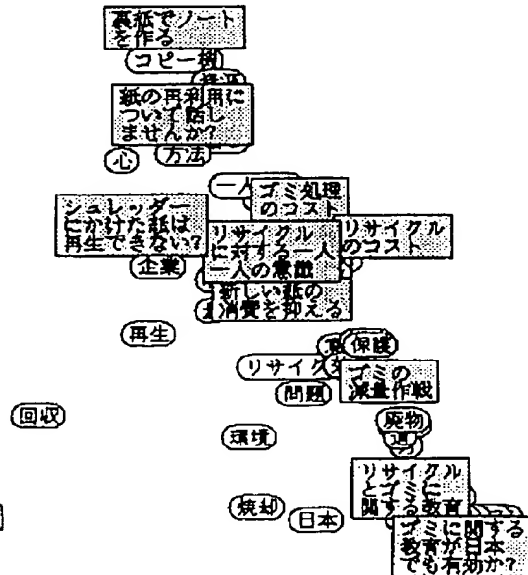 裏紙でノート
を作る
コピー機
紙の再利用に
ついて話し
ませんか?
心
方法
一人
ゴミ処理
のコスト
シュレッダー
にかけた紙は
再生できない?
リサイクル
に対する一人
一人の意識
リサイクル
のコスト
企業
新しい紙の
消費を抑える
再生
保護
リサイク
ゴミの
減量作戦
問題
回収
廃物
環境
リサイクル
とゴミに
関する教育
焼却
日本
ゴミに関する
教育が日本
でも有効か?